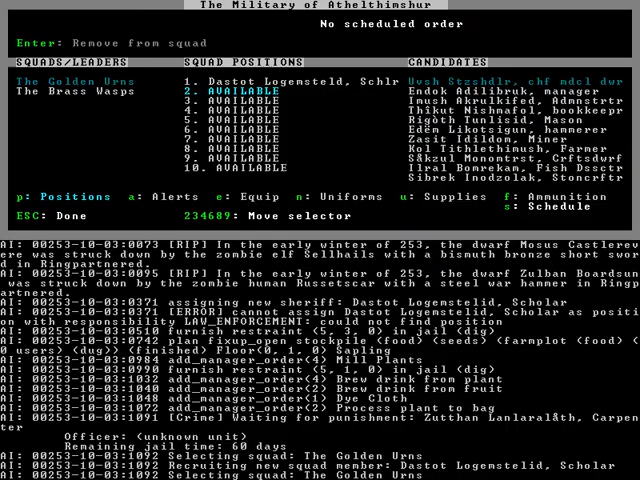 The Military of Athelthimshur
No scheduled order
Enter: Remove from squad
SQUADS/LEADERS SQUAD POSITIONS CANDIDATES
The Golden Urns 1. Dastot Logemsteld, Schlr Uvsh Stzshdlr, chf mdcl dwr
The Brass Wasps 2. AVAILABLE Endok Adilibruk, manager
3. AVAILABLE Imush Akrulkifed, Admnstrtr
4. AVAILABLE Thîkut Nishmafol, bookkeepr
5. AVAILABLE Rigòth Tunlisid, Mason
6. AVAILABLE Edëm Likotsigun, hammerer
7. AVAILABLE Zasit Idildom, Miner
8. AVAILABLE Kol Tithlethimush, Farmer
9. AVAILABLE Såkzul Monomtrst, Crftsdwrf
10. AVAILABLE Ilral Bomrekam, Fish Dssctr
Sibrek Inodzolak, Stoncrftr
p: Positions a: Alerts e: Equip n: Uniforms u: Supplies f: Ammunition
s: Schedule
ESC: Done 234689: Move selector
AI: 00253-10-03:0073 [RIP] In the early winter of 253, the dwarf Mosus Castlerev
ere was struck down by the zombie elf Sellhails with a bismuth bronze short swor
d in Ringpartnered.
AI: 00253-10-03:0095 [RIP] In the early winter of 253, the dwarf Zulban Boardsun
 was struck down by the zombie human Russetscar with a steel war hammer in Ringp
artnered.
AI: 00253-10-03:0371 assigning new sheriff: Dastot Logemstelid, Scholar
AI: 00253-10-03:0371 [ERROR] cannot assign Dastot Logemstelid, Scholar as positi
on with responsibility LAW_ENFORCEMENT: could not find position
AI: 00253-10-03:0510 furnish restraint (5, 3, 0) in jail (dig)
AI: 00253-10-03:0742 plan fixup_open stockpile (food) (seeds) (farmplot (food) (
0 users) (dug)) (finished) Floor(0, 1, 0) Sapling
AI: 00253-10-03:0984 add_manager_order(4) Mill Plants
AI: 00253-10-03:0990 furnish restraint (5, 1, 0) in jail (dig)
AI: 00253-10-03:1032 add_manager_order(4) Brew drink from plant
AI: 00253-10-03:1040 add_manager_order(2) Brew drink from fruit
AI: 00253-10-03:1048 add_manager_order(1) Dye Cloth
AI: 00253-10-03:1072 add_manager_order(2) Process plant to bag
AI: 00253-10-03:1091 [Crime] Waiting for punishment: Zutthan Lanlaralåth, Carpen
ter
Officer: (unknown unit)
Remaining jail time: 60 days
AI: 00253-10-03:1092 Selecting squad: The Golden Urns
AI: 00253-10-03:1092 Recruiting new squad member: Dastot Logemstelid, Scholar
AI: 00253-10-03:1092 Selecting squad: The Golden Urns